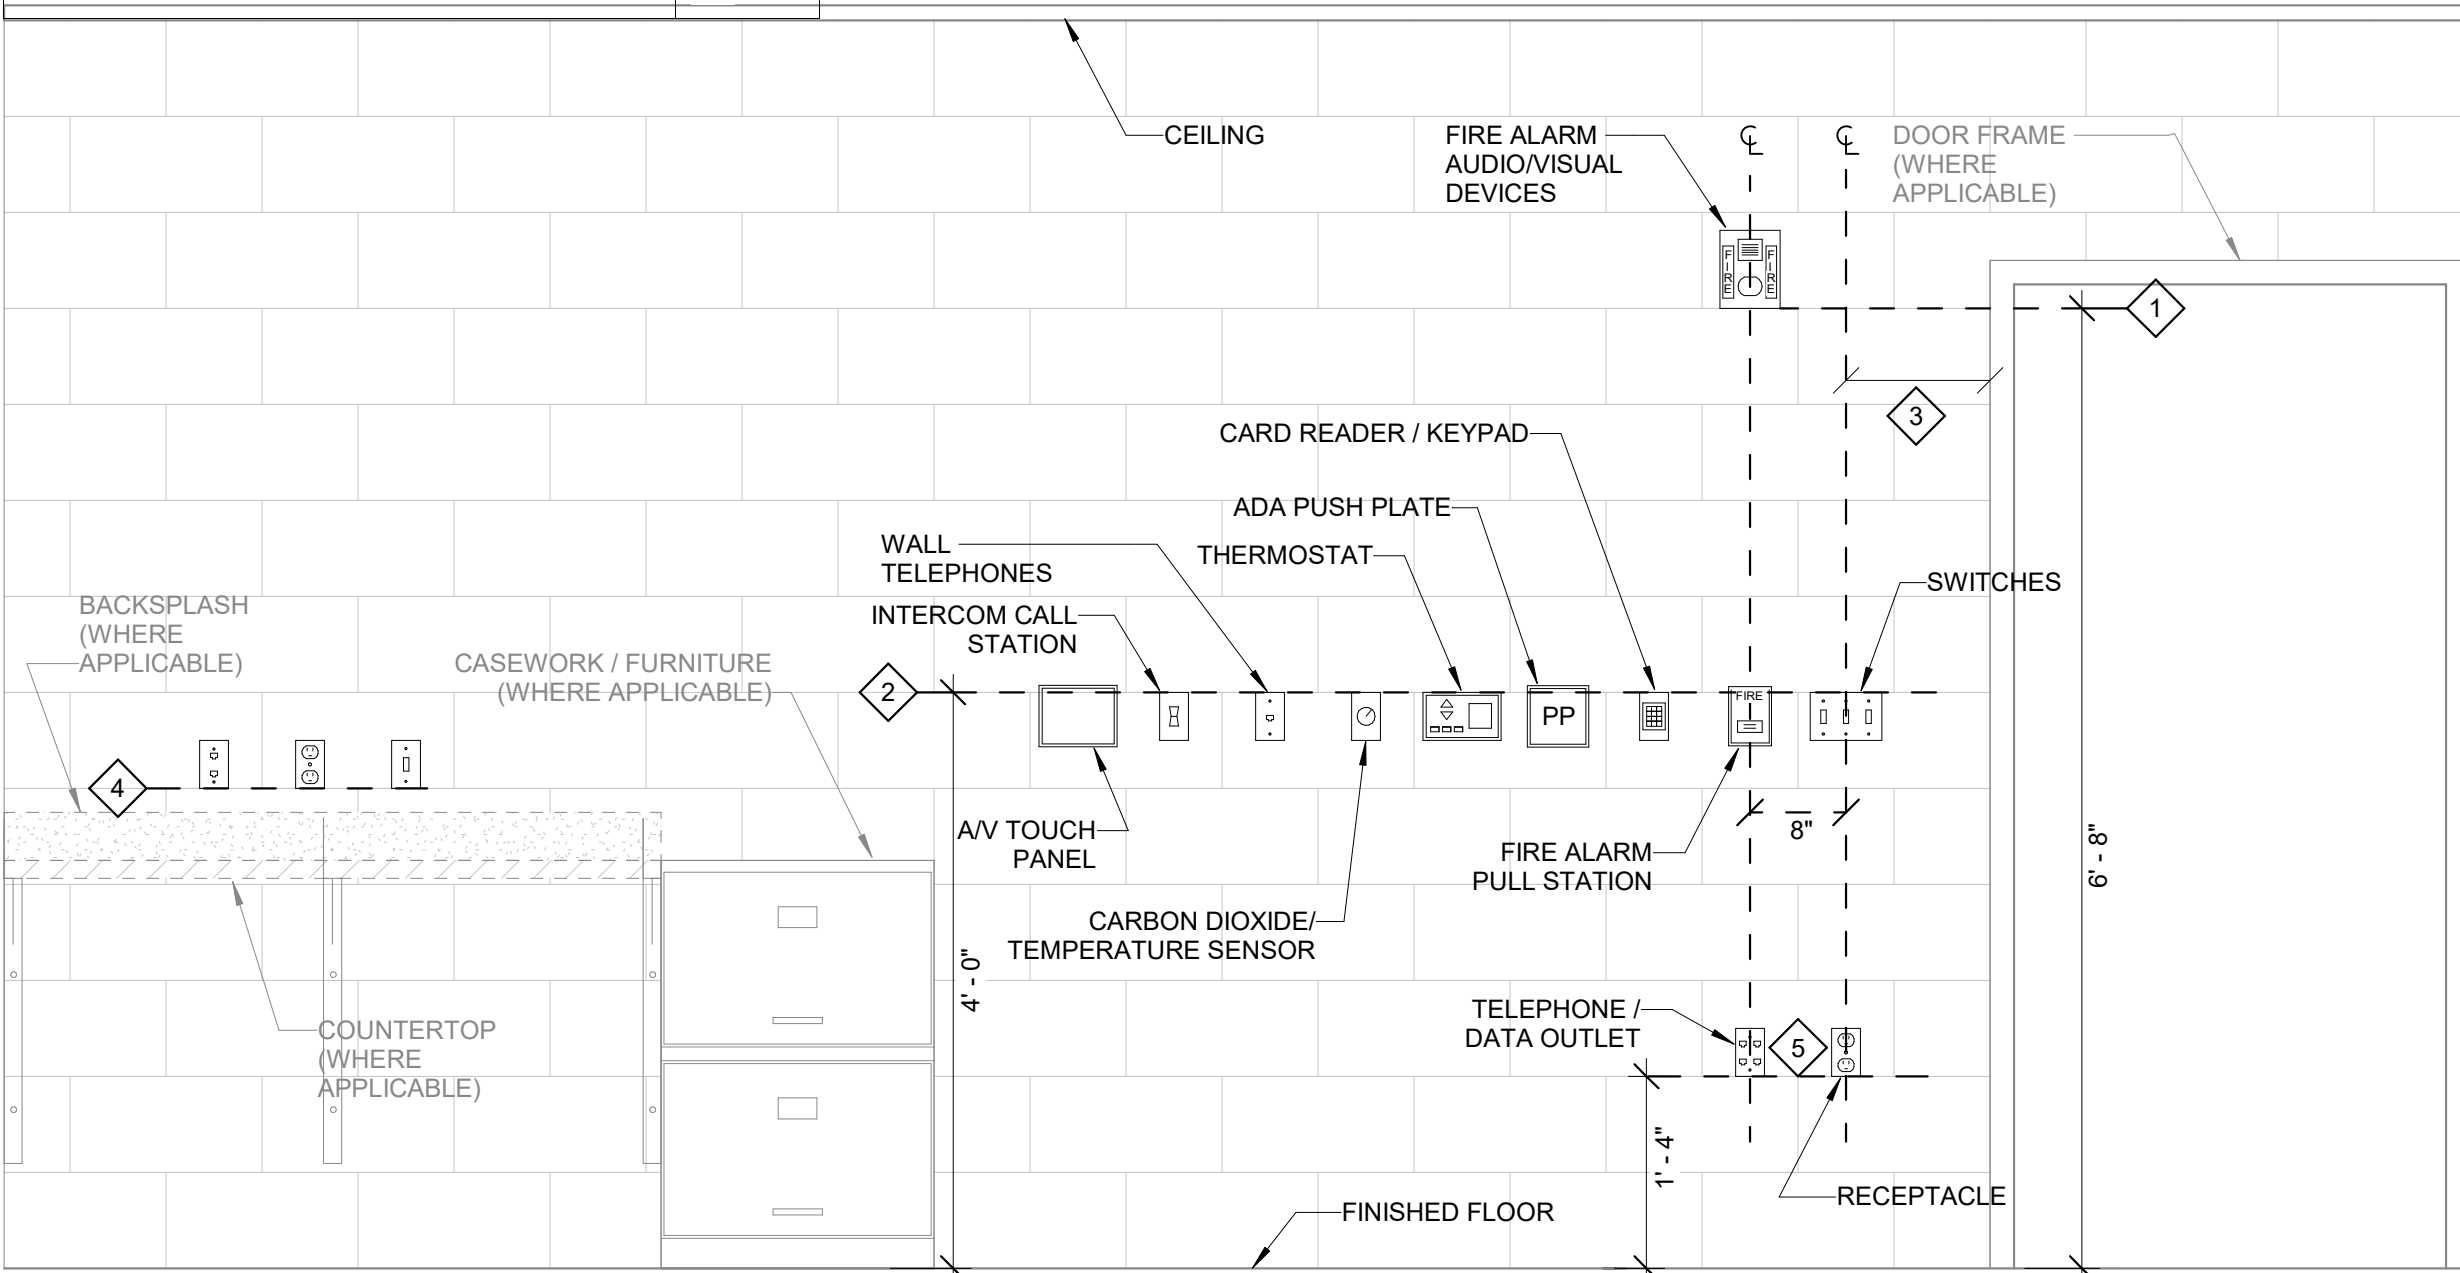 CEILING
FIRE ALARM
AUDIO/VISUAL
DEVICES
℄
℄
DOOR FRAME
(WHERE
APPLICABLE)
FIRE
FIRE
1
3
CARD READER / KEYPAD
ADA PUSH PLATE
WALL
TELEPHONES
THERMOSTAT
SWITCHES
BACKSPLASH
(WHERE
APPLICABLE)
INTERCOM CALL
STATION
CASEWORK / FURNITURE
(WHERE APPLICABLE)
2
FIRE
PP
4
A/V TOUCH
PANEL
8"
FIRE ALARM
PULL STATION
6' - 8"
CARBON DIOXIDE/
TEMPERATURE SENSOR
4' - 0"
COUNTERTOP
(WHERE
APPLICABLE)
TELEPHONE /
DATA OUTLET
5
1' - 4"
RECEPTACLE
FINISHED FLOOR